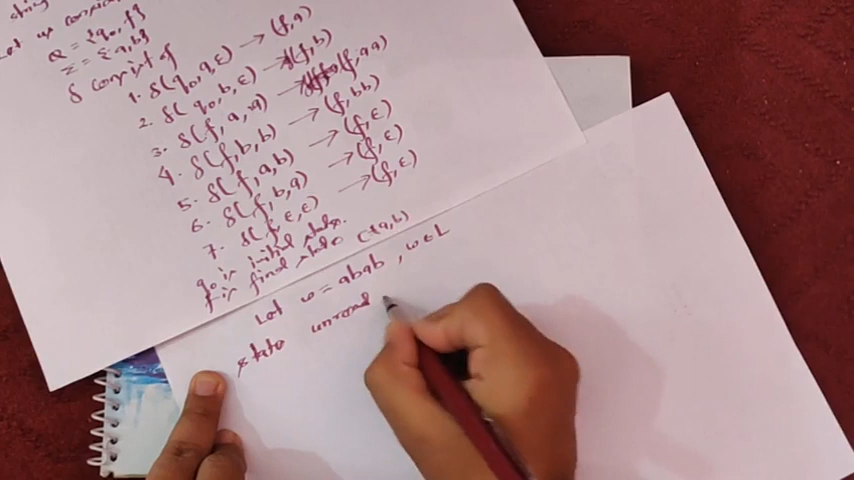 string
Let us consider
Q = {q₀, f}
Σ = {a, b}
δ consist of
1. δ(q₀, a, ε) → (f, a)
2. δ(q₀, b, ε) → (f, b)
3. δ(f, a, a) → (f, aa)
4. δ(f, b, b) → (f, bb)
5. δ(f, a, b) → (f, ε)
6. δ(f, b, a) → (f, ε)
7. δ(f, ε, ε) → (f, ε)
q₀ is initial state.
f is final state
Let w = abab, w ∈ L
state unread